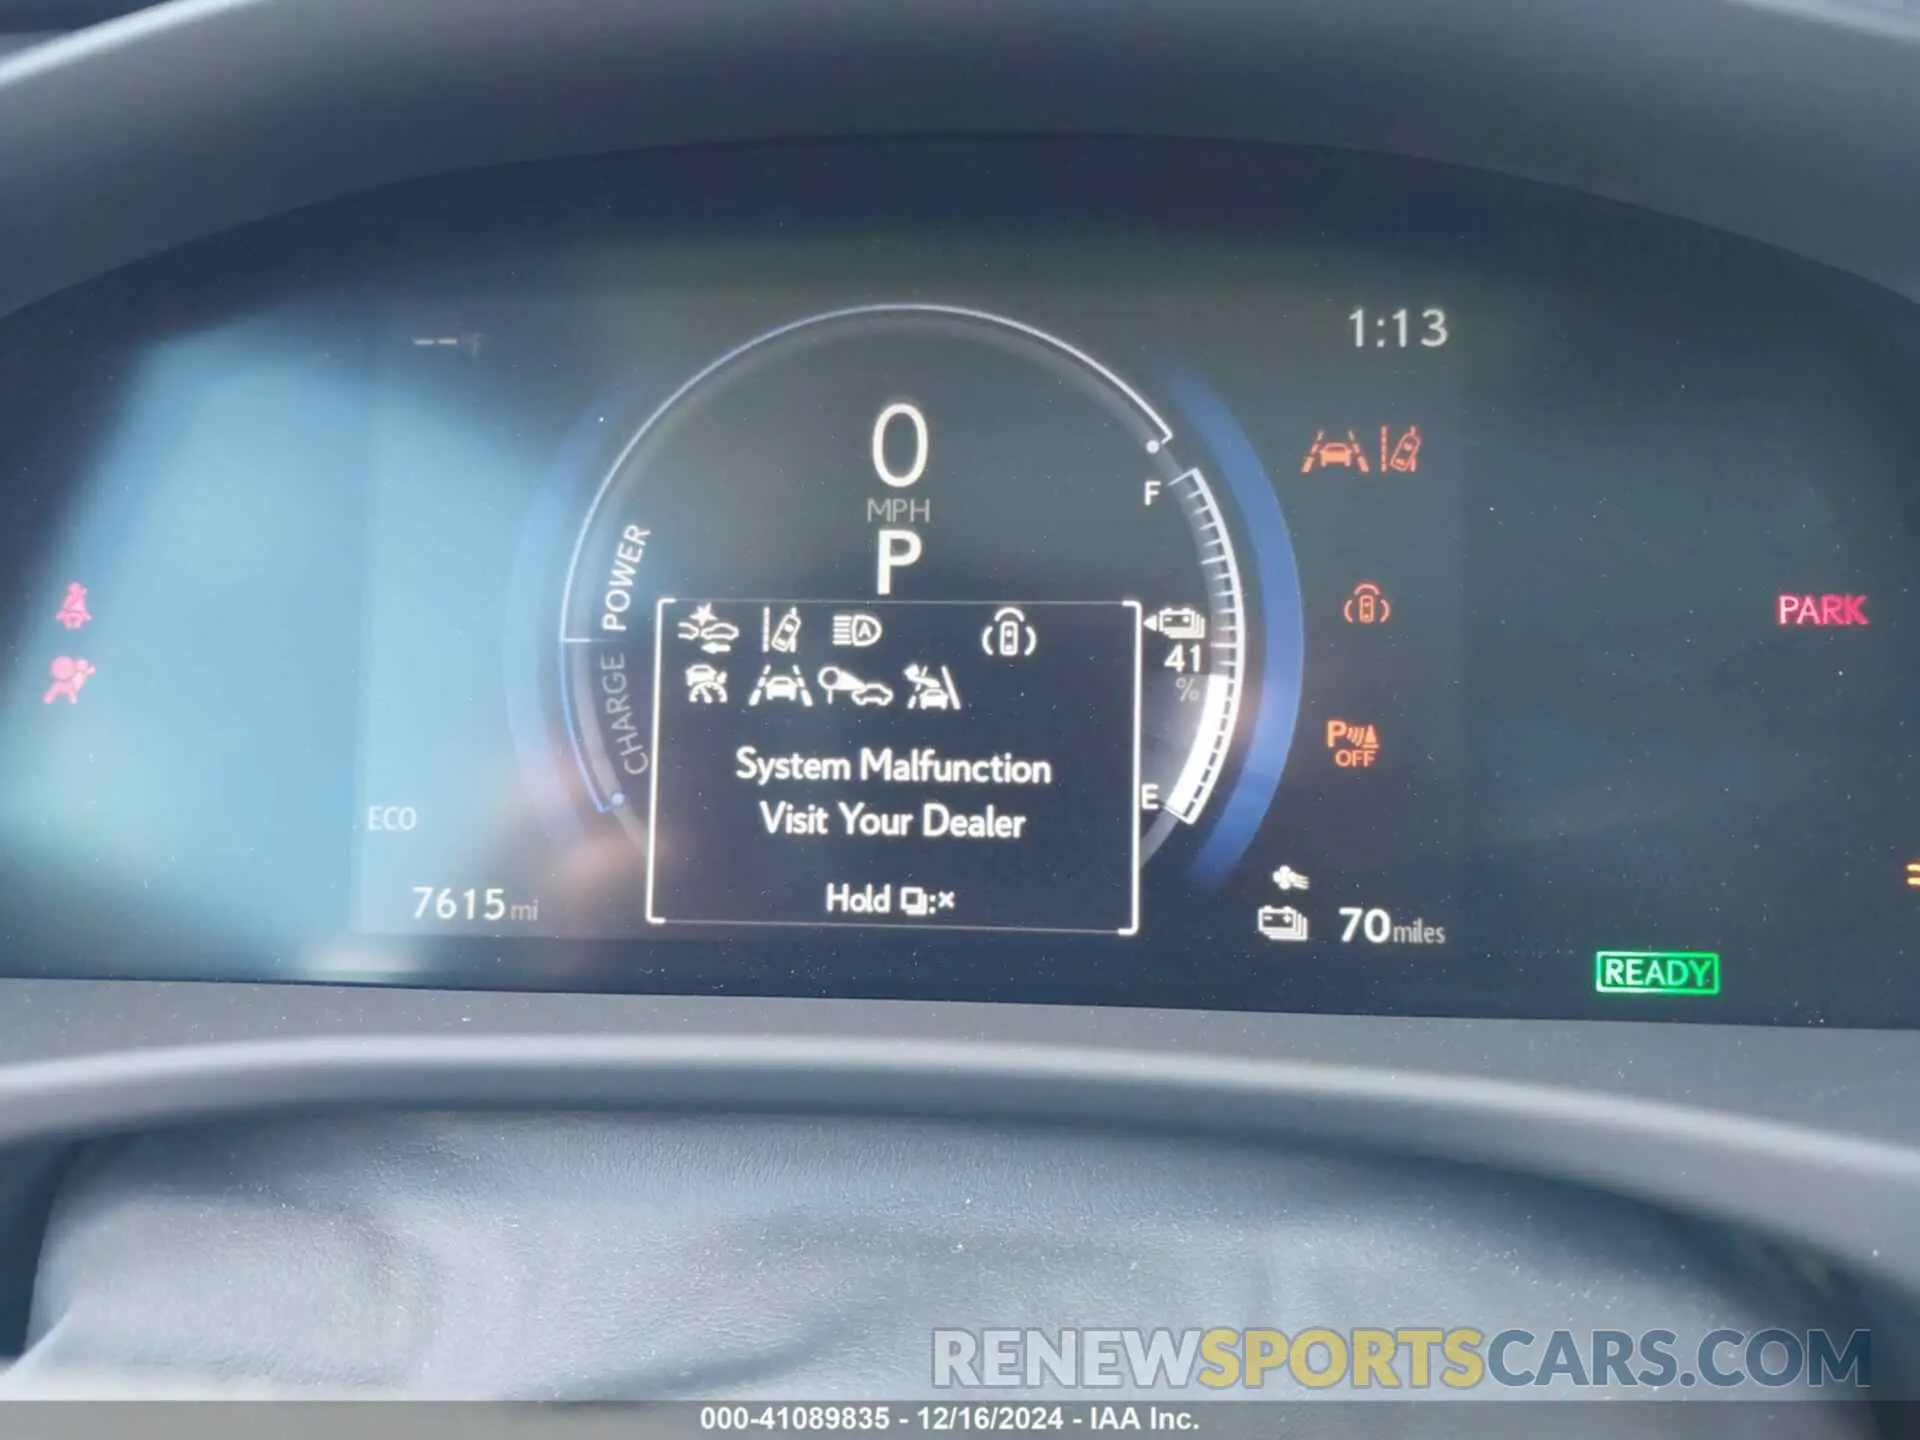 1:13
0
MPH
P
POWER
CHARGE
F
A
41
%
E
System Malfunction
Visit Your Dealer
Hold
P
OFF
PARK
ECO
7615 mi
70 miles
READY
RENEWSPORTSCARS.COM
000-41089835 - 12/16/2024 - IAA Inc.